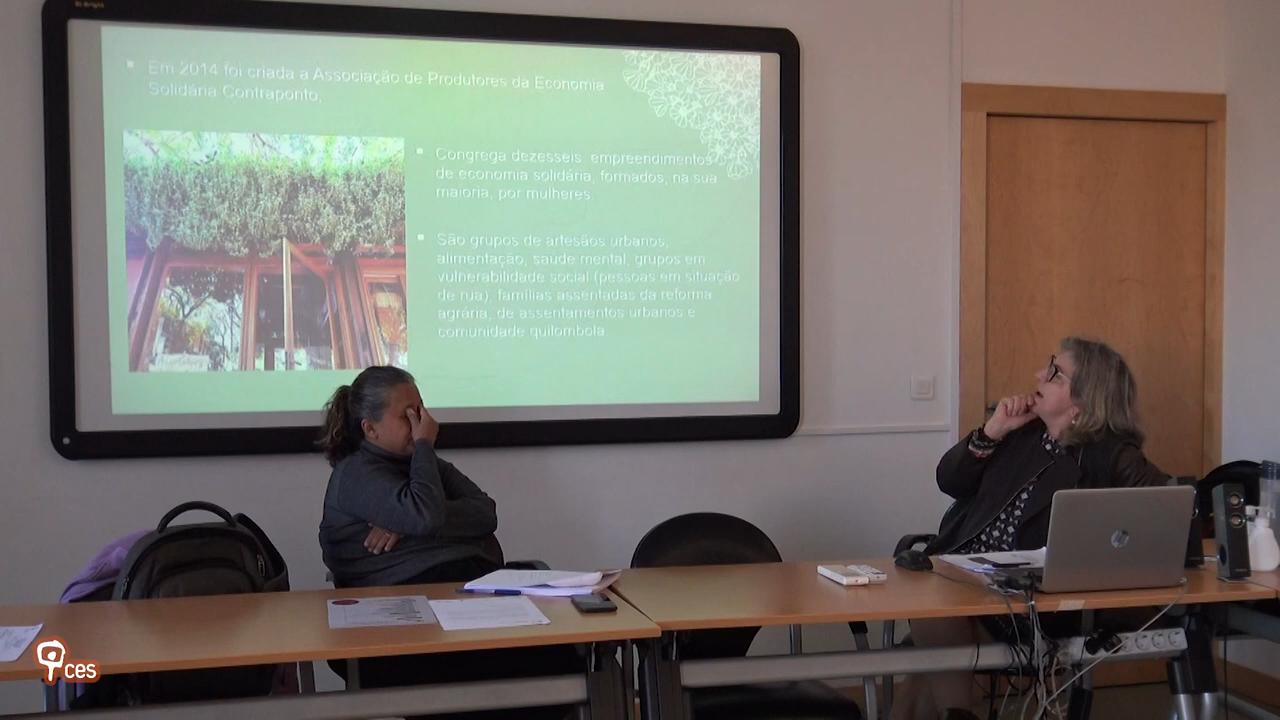 Em 2014 foi criada a Associação de Produtores da Economia
Solidária Contraponto,
Congrega dezesseis empreendimentos
de economia solidária, formados, na sua
maioria, por mulheres
São grupos de artesãos urbanos,
alimentação, saúde mental, grupos em
vulnerabilidade social (pessoas em situação
de rua), famílias assentadas da reforma
agrária, de assentamentos urbanos e
comunidade quilombola
hp
ces